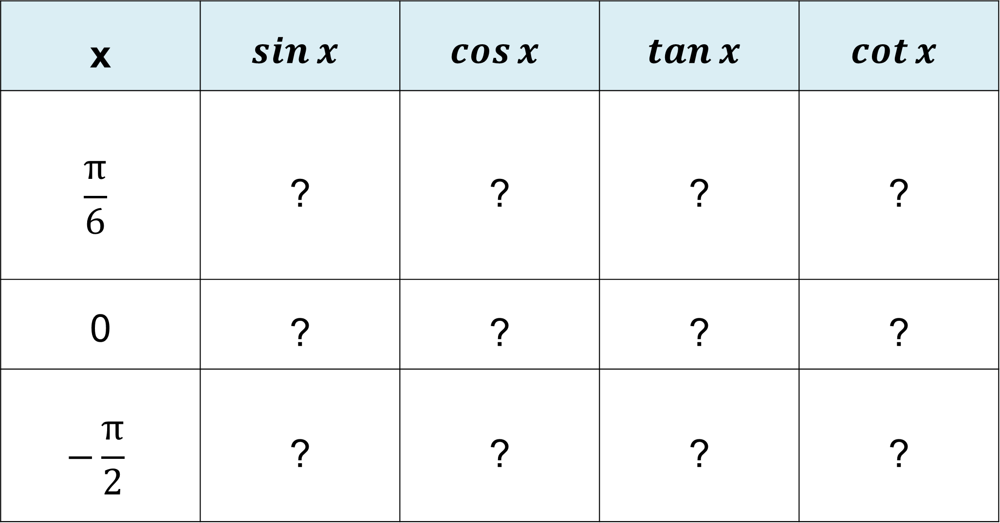 x sin x cos x tan x cot x
π/6 ? ? ? ?
0 ? ? ? ?
−π/2 ? ? ? ?